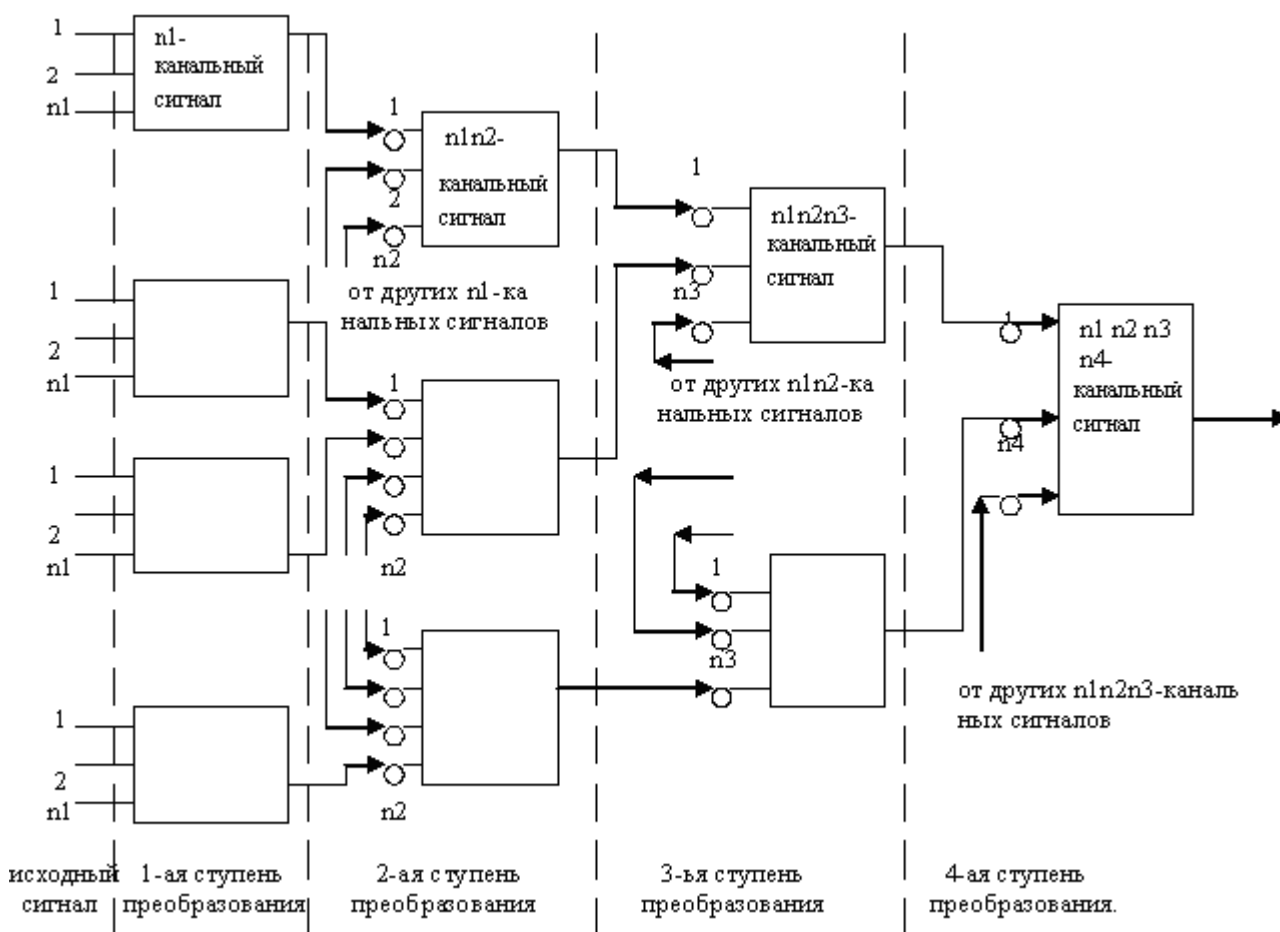 1
2
n1
n1-
канальный
сигнал
1
2
n2
n1n2-
канальный
сигнал
от других n1-ка
нальных сигналов
1
n3
n1n2n3-
канальный
сигнал
от других n1n2-ка
нальных сигналов
1
n4
n1 n2 n3
n4-
канальный
сигнал
1
2
n1
1
n2
1
2
n1
1
n3
от других n1n2n3-каналь
ных сигналов
1
n2
1
2
n1
исходный
сигнал
1-ая ступень
преобразования
2-ая ступень
преобразования
3-ья ступень
преобразования
4-ая ступень
преобразования.